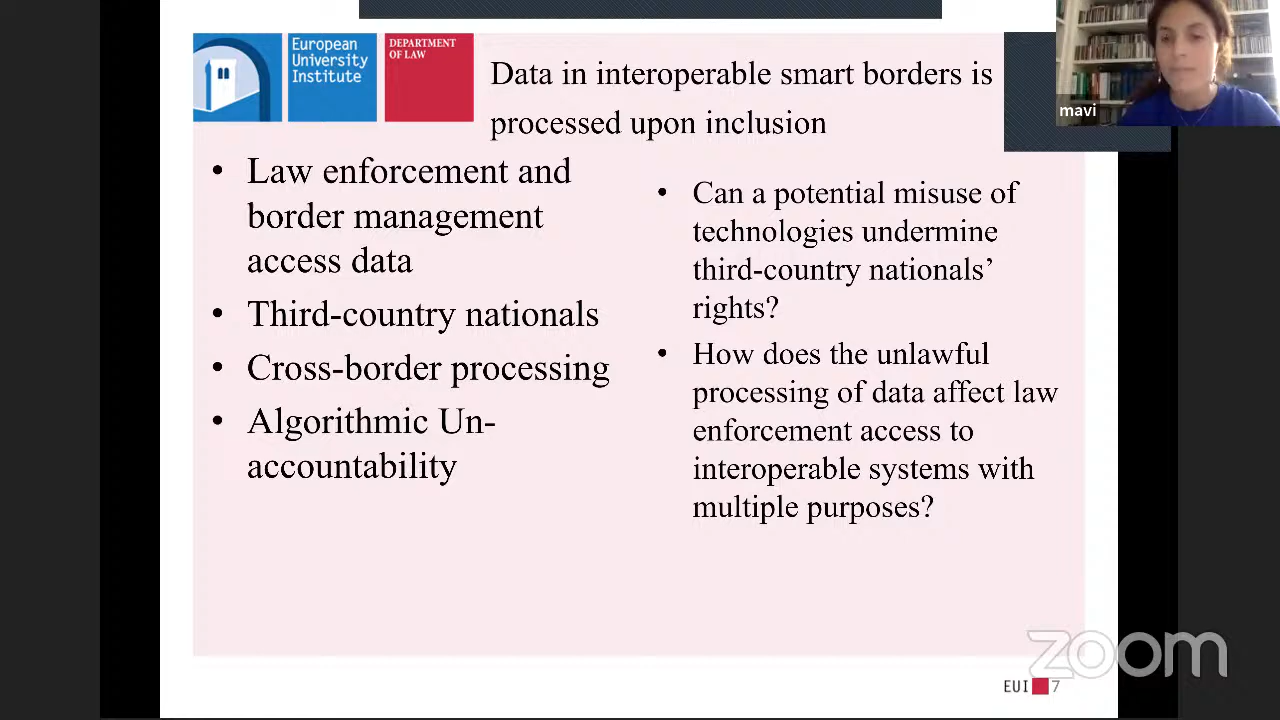 European
University
Institute
DEPARTMENT
OF LAW
Data in interoperable smart borders is
processed upon inclusion
mavi
• Law enforcement and
border management
access data
• Third-country nationals
• Cross-border processing
• Algorithmic Un-
accountability
• Can a potential misuse of
technologies undermine
third-country nationals’
rights?
• How does the unlawful
processing of data affect law
enforcement access to
interoperable systems with
multiple purposes?
zoom
EUI 7